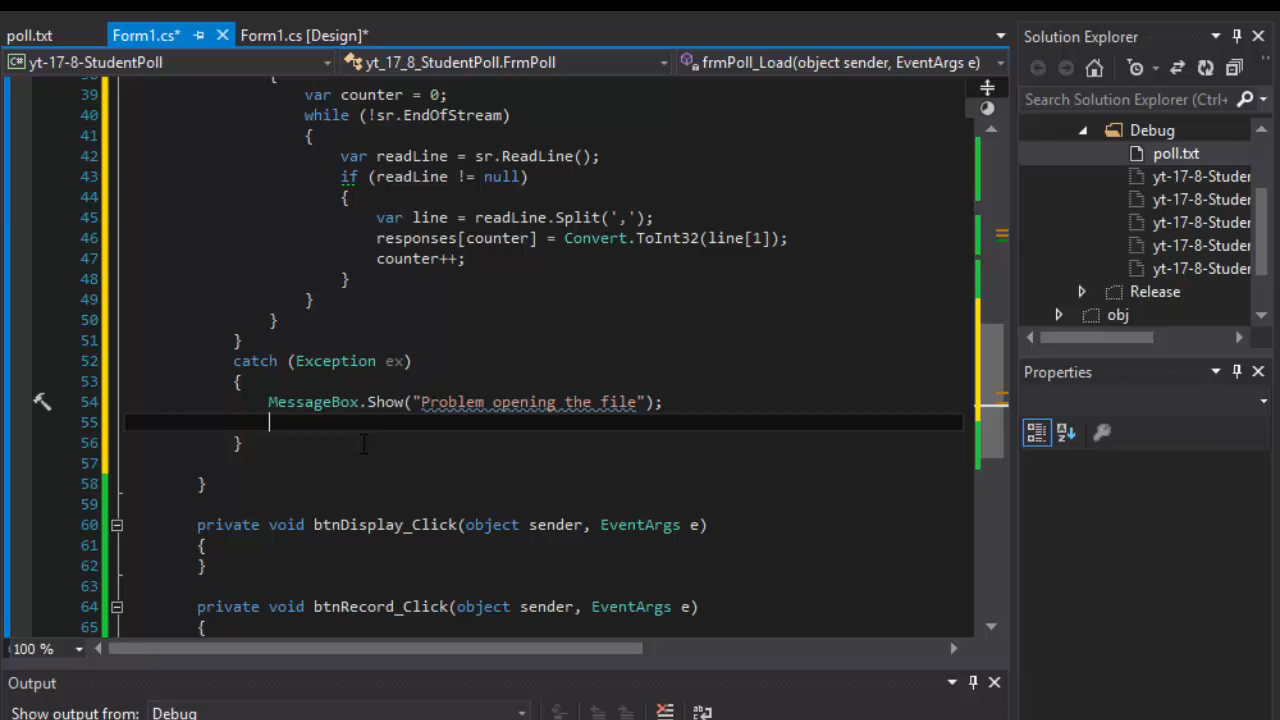 poll.txt Form1.cs* Form1.cs [Design]*
yt-17-8-StudentPoll yt_17_8_StudentPoll.FrmPoll frmPoll_Load(object sender, EventArgs e)
{
39 var counter = 0;
40 while (!sr.EndOfStream)
41 {
42 var readLine = sr.ReadLine();
43 if (readLine != null)
44 {
45 var line = readLine.Split(',');
46 responses[counter] = Convert.ToInt32(line[1]);
47 counter++;
48 }
49 }
50 }
51 }
52 catch (Exception ex)
53 {
54 MessageBox.Show("Problem opening the file");
55
56 }
57
58 }
59
60 private void btnDisplay_Click(object sender, EventArgs e)
61 {
62 }
63
64 private void btnRecord_Click(object sender, EventArgs e)
65 {
100 %
Output
Show output from: Debug
Solution Explorer
Search Solution Explorer (Ctrl+
Debug
poll.txt
yt-17-8-Studer
yt-17-8-Studer
yt-17-8-Studer
yt-17-8-Studer
yt-17-8-Studer
Release
obj
Properties